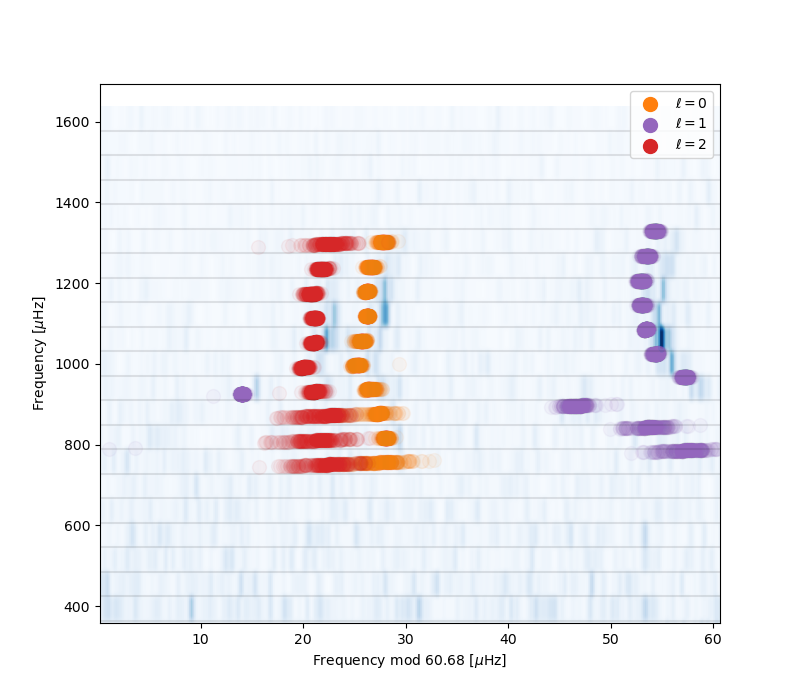 ℓ = 0
ℓ = 1
ℓ = 2
1600
1400
1200
1000
800
600
400
Frequency [μHz]
10 20 30 40 50 60
Frequency mod 60.68 [μHz]